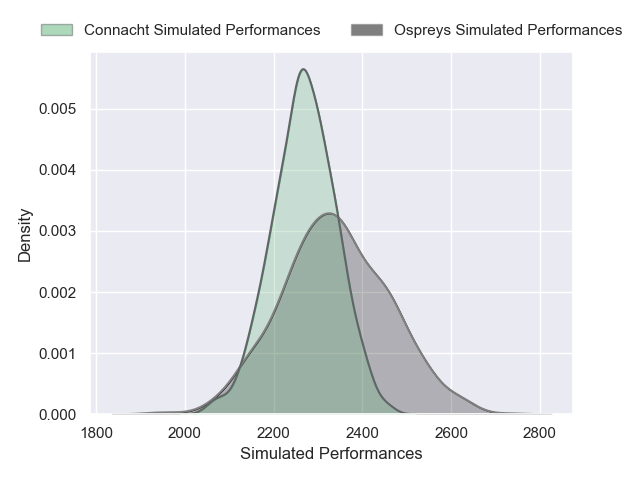 Connacht Simulated Performances Ospreys Simulated Performances
Density
0.005
0.004
0.003
0.002
0.001
0.000
1800 2000 2200 2400 2600 2800
Simulated Performances